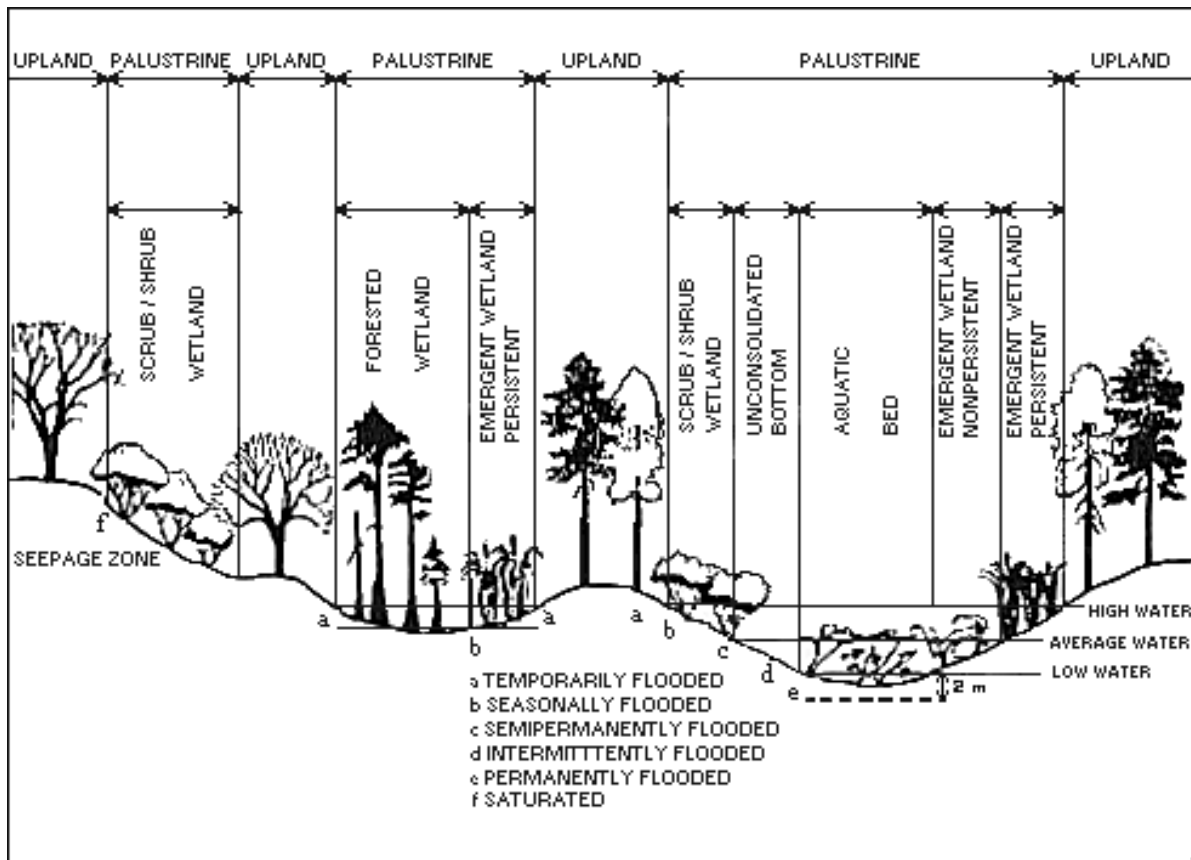 UPLAND PALUSTRINE UPLAND PALUSTRINE UPLAND PALUSTRINE UPLAND
SCRUB / SHRUB
WETLAND
FORESTED
WETLAND
EMERGENT WETLAND
PERSISTENT
SCRUB / SHRUB
WETLAND
UNCONSOLIDATED
BOTTOM
AQUATIC
BED
EMERGENT WETLAND
NONPERSISTENT
EMERGENT WETLAND
PERSISTENT
f
SEEPAGE ZONE
a
b
a
a
b
c
d
e
HIGH WATER
AVERAGE WATER
LOW WATER
2 m
a TEMPORARILY FLOODED
b SEASONALLY FLOODED
c SEMIPERMANENTLY FLOODED
d INTERMITTTENTLY FLOODED
e PERMANENTLY FLOODED
f SATURATED